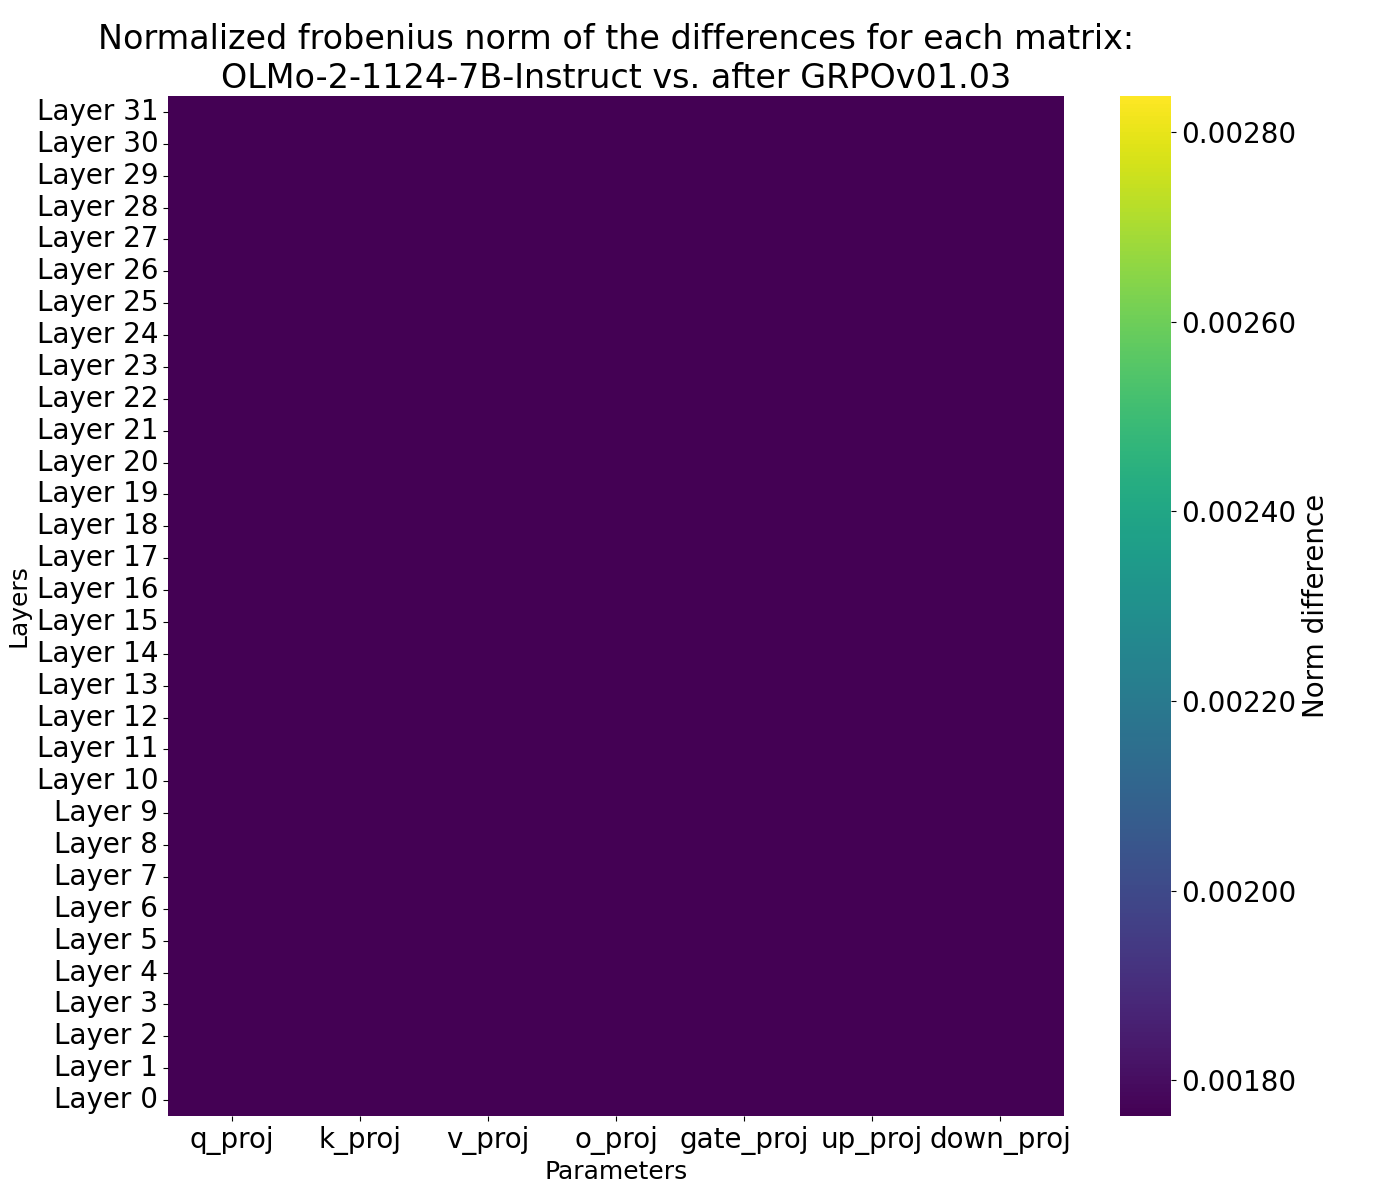 Normalized frobenius norm of the differences for each matrix:
OLMo-2-1124-7B-Instruct vs. after GRPOv01.03
Layer 31
Layer 30
Layer 29
Layer 28
Layer 27
Layer 26
Layer 25
Layer 24
Layer 23
Layer 22
Layer 21
Layer 20
Layer 19
Layer 18
Layer 17
Layer 16
Layer 15
Layer 14
Layer 13
Layer 12
Layer 11
Layer 10
Layer 9
Layer 8
Layer 7
Layer 6
Layer 5
Layer 4
Layer 3
Layer 2
Layer 1
Layer 0
Layers
q_proj k_proj v_proj o_proj gate_proj up_proj down_proj
Parameters
0.00280
0.00260
0.00240
0.00220
0.00200
0.00180
Norm difference